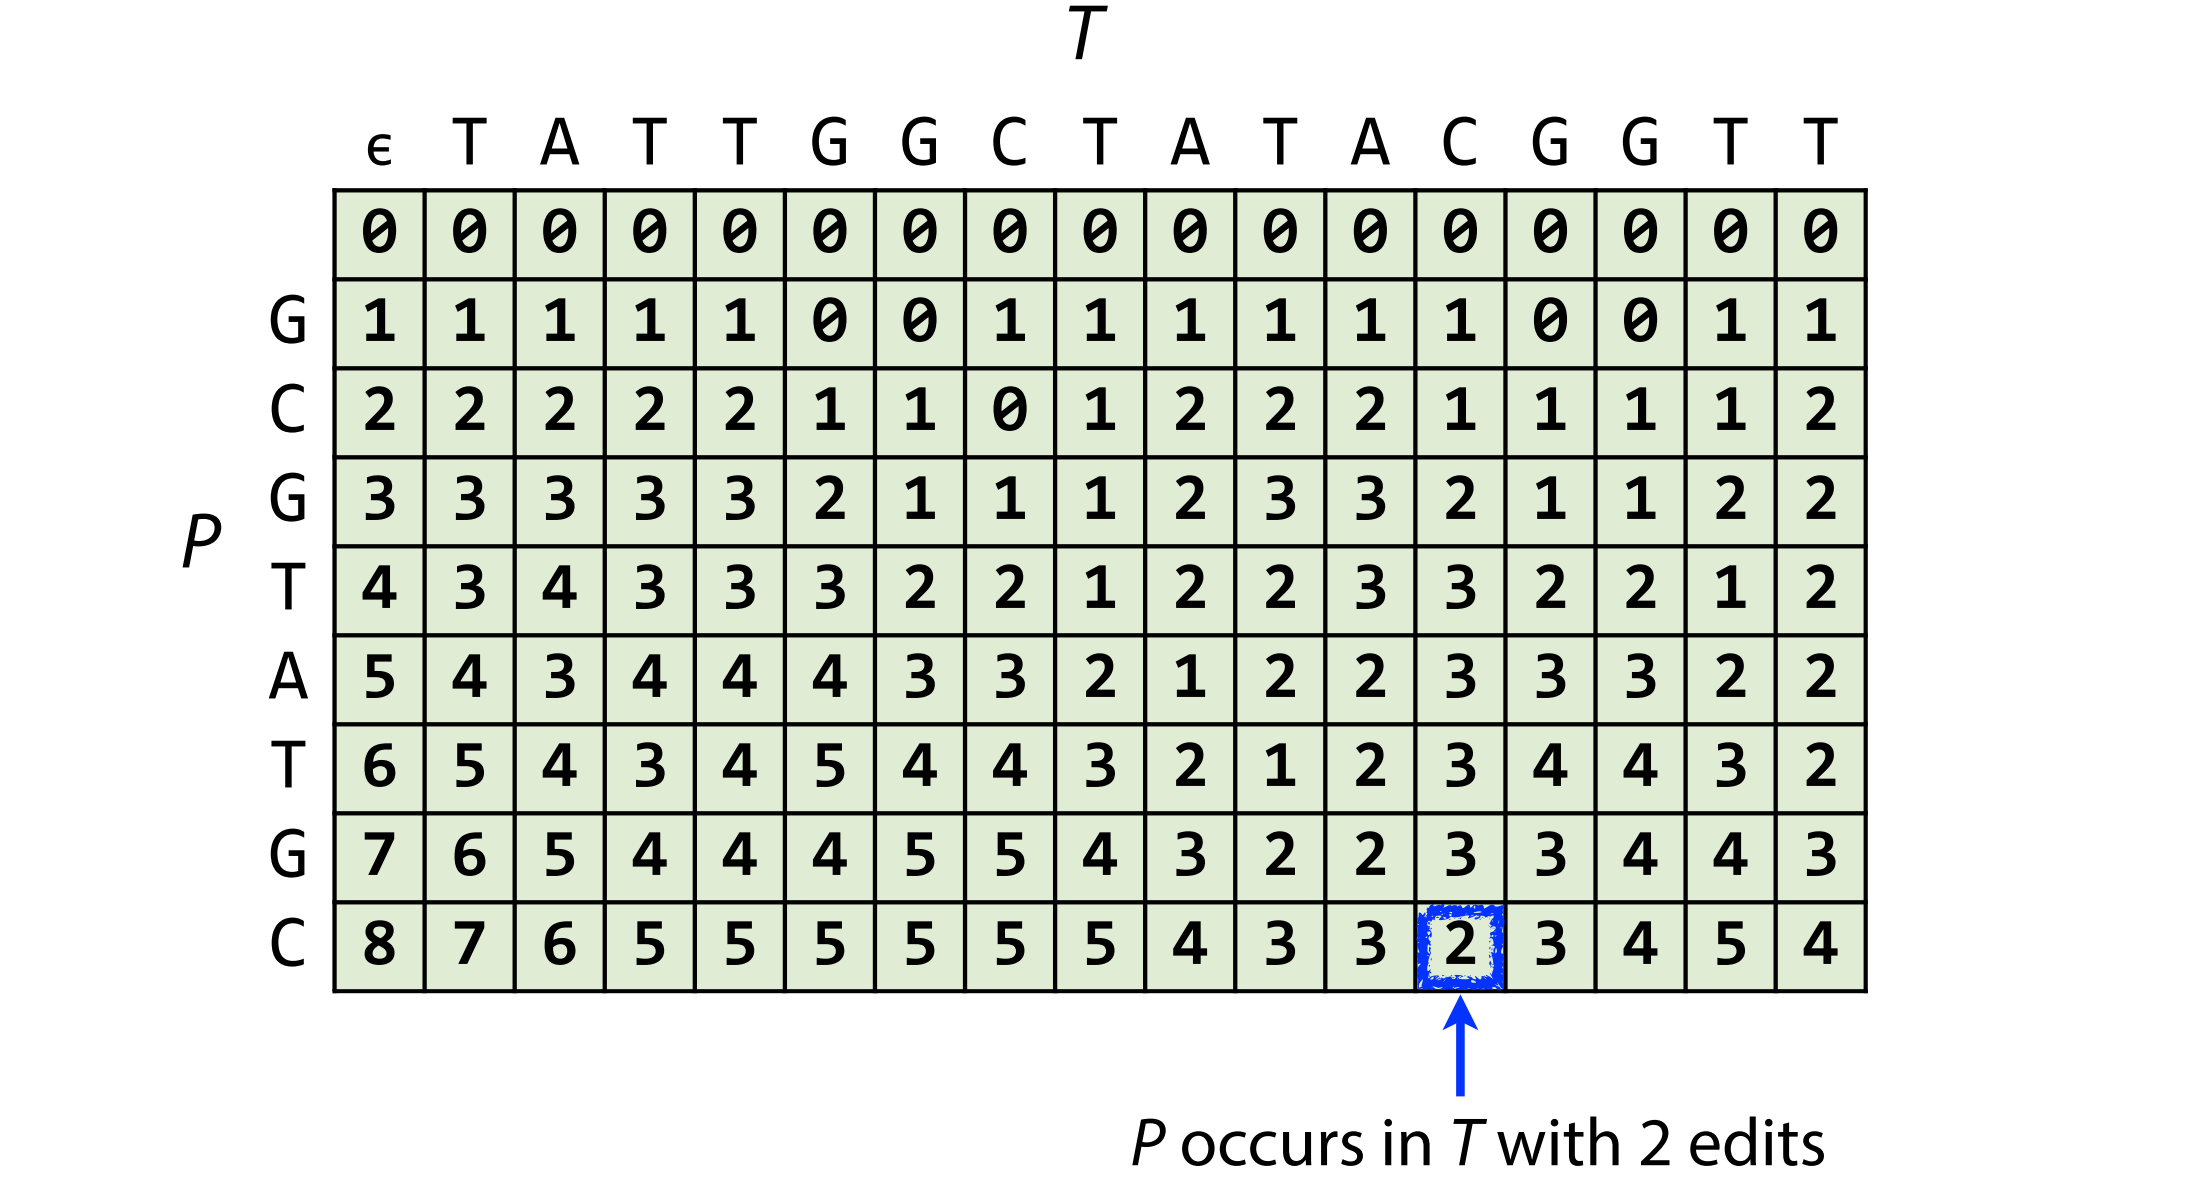 T
ϵ T A T T G G C T A T A C G G T T
0 0 0 0 0 0 0 0 0 0 0 0 0 0 0 0 0
G 1 1 1 1 1 0 0 1 1 1 1 1 1 0 0 1 1
C 2 2 2 2 2 1 1 0 1 2 2 2 1 1 1 1 2
G 3 3 3 3 3 2 1 1 1 2 3 3 2 1 1 2 2
P
T 4 3 4 3 3 3 2 2 1 2 2 3 3 2 2 1 2
A 5 4 3 4 4 4 3 3 2 1 2 2 3 3 3 2 2
T 6 5 4 3 4 5 4 4 3 2 1 2 3 4 4 3 2
G 7 6 5 4 4 4 5 5 4 3 2 2 3 3 4 4 3
C 8 7 6 5 5 5 5 5 5 4 3 3 2 3 4 5 4
P occurs in T with 2 edits